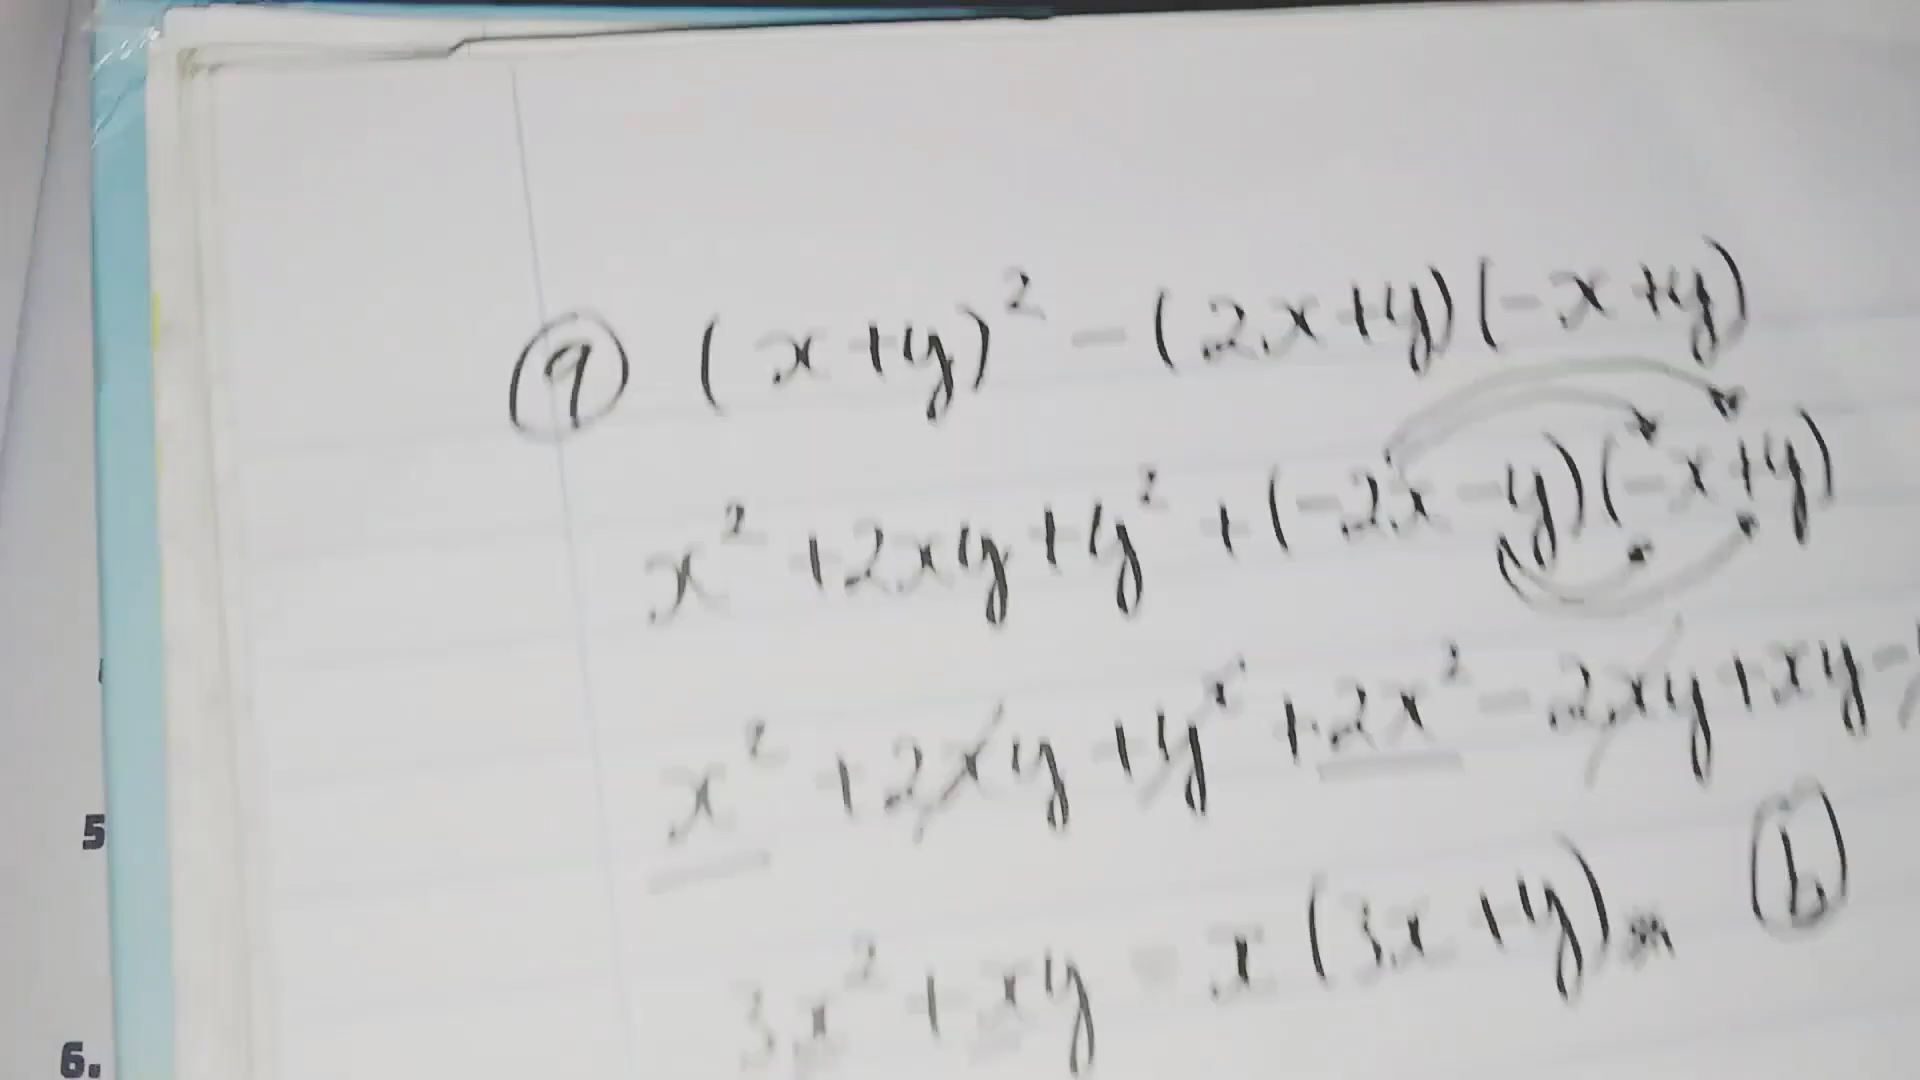 9 (x+y)² - (2x+y)(-x+y)
x² +2xy+y² +(-2x-y)(-x+y)
x² +2xy+y² +2x² - 2xy+xy-
3x² + xy = x(3x+y) b
5
6.